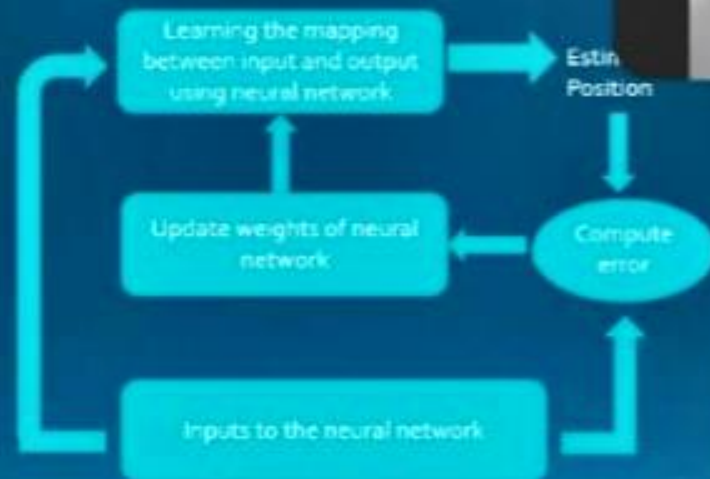 Learning the mapping
between input and output
using neural network
Position
Update weights of neural
network
Compute
error
Inputs to the neural network